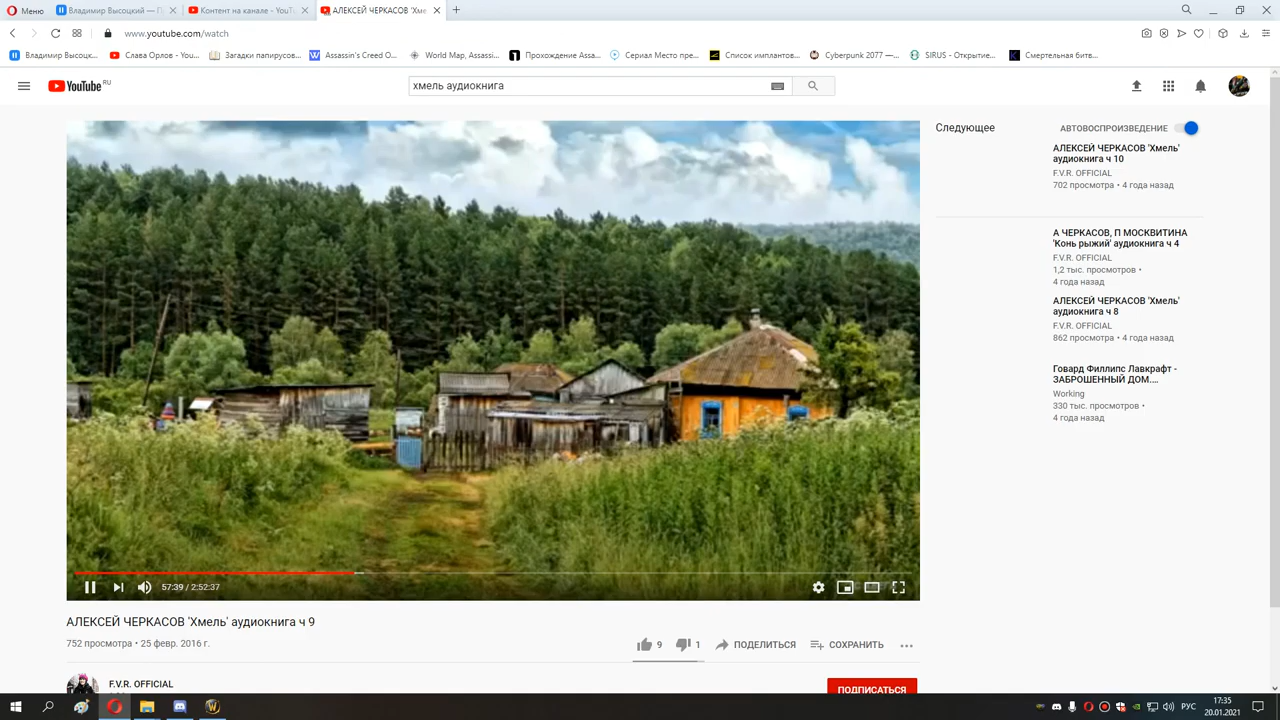 Меню
Владимир Высоцкий — П
Контент на канале - YouTu
АЛЕКСЕЙ ЧЕРКАСОВ 'Хме
www.youtube.com/watch
Владимир Высоцк...
Слава Орлов - You...
Загадки папирусов...
Assassin's Creed O...
World Map, Assassi...
Прохождение Assa...
Сериал Место пре...
Список имплантов...
Cyberpunk 2077 —...
SIRUS - Открытие...
Смертельная битв...
YouTube RU
хмель аудиокнига
Следующее
АВТОВОСПРОИЗВЕДЕНИЕ
АЛЕКСЕЙ ЧЕРКАСОВ 'Хмель'
аудиокнига ч 10
F.V.R. OFFICIAL
702 просмотра • 4 года назад
А ЧЕРКАСОВ, П МОСКВИТИНА
'Конь рыжий' аудиокнига ч 4
F.V.R. OFFICIAL
1,2 тыс. просмотров •
4 года назад
АЛЕКСЕЙ ЧЕРКАСОВ 'Хмель'
аудиокнига ч 8
F.V.R. OFFICIAL
862 просмотра • 4 года назад
Говард Филлипс Лавкрафт -
ЗАБРОШЕННЫЙ ДОМ....
Working
330 тыс. просмотров •
4 года назад
57:39 / 2:52:37
АЛЕКСЕЙ ЧЕРКАСОВ 'Хмель' аудиокнига ч 9
752 просмотра • 25 февр. 2016 г.
9
1
ПОДЕЛИТЬСЯ
СОХРАНИТЬ
F.V.R. OFFICIAL
ПОДПИСАТЬСЯ
РУС
17:35
20.01.2021